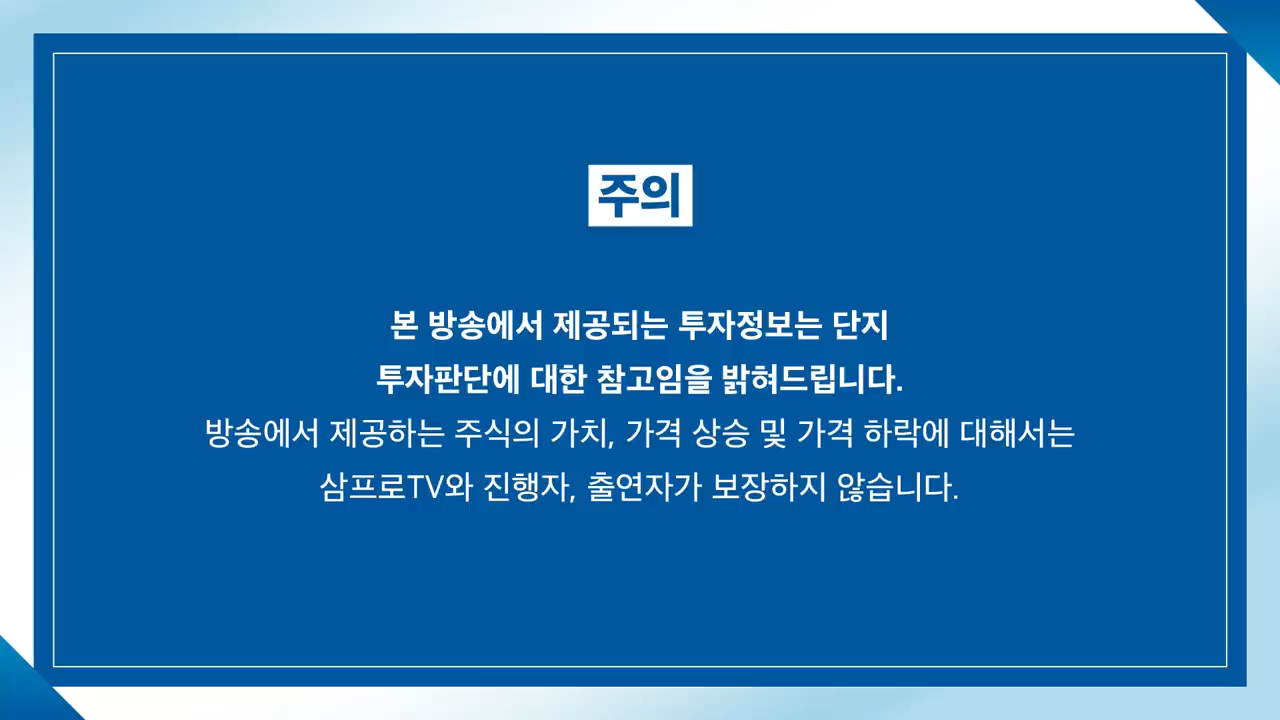 주의
본 방송에서 제공되는 투자정보는 단지
투자판단에 대한 참고임을 밝혀드립니다.
방송에서 제공하는 주식의 가치, 가격 상승 및 가격 하락에 대해서는
삼프로TV와 진행자, 출연자가 보장하지 않습니다.